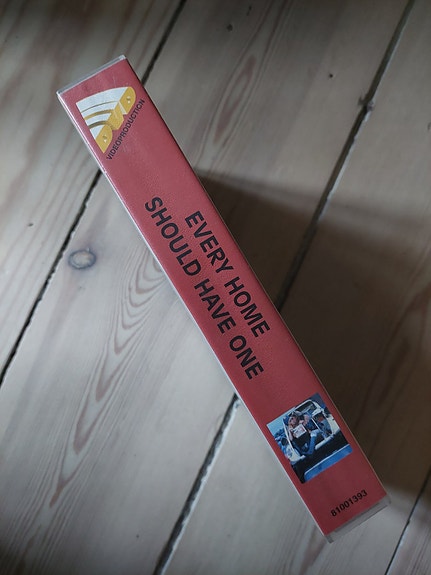 VIDEOPRODUCTION
EVERY HOME
SHOULD HAVE ONE
81001393